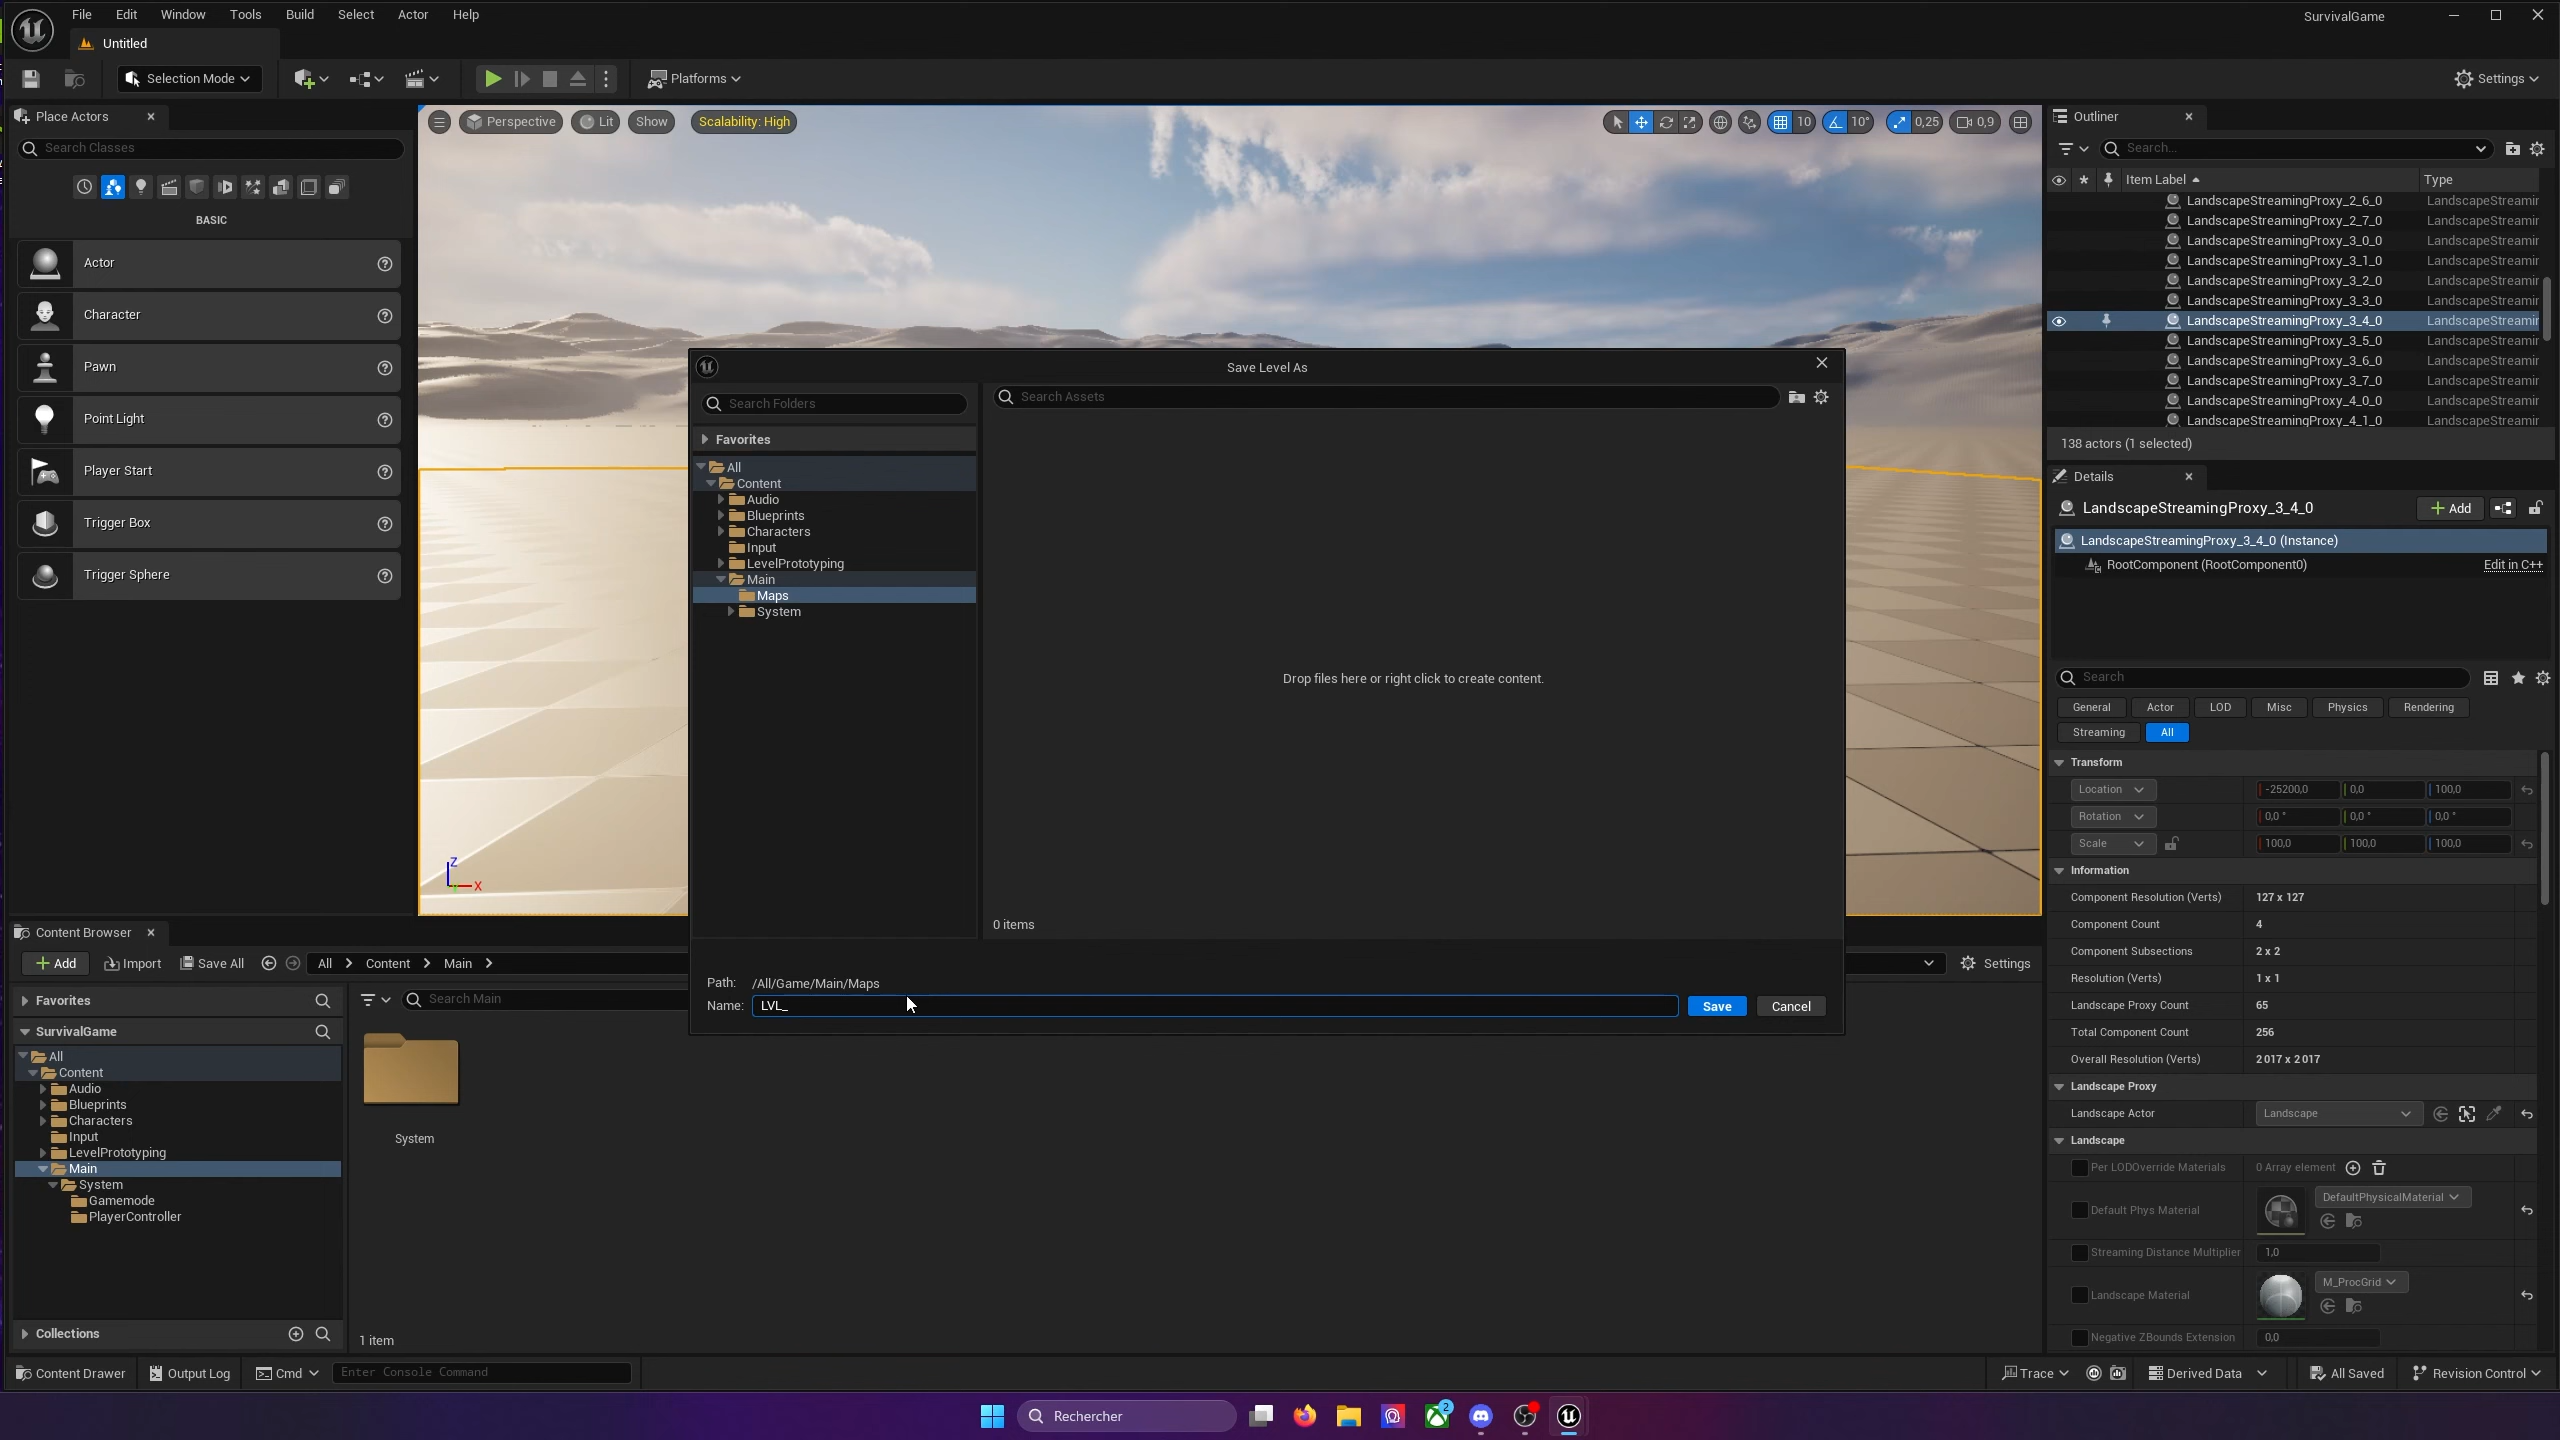 File Edit Window Tools Build Select Actor Help
SurvivalGame
Untitled
Selection Mode
Platforms
Settings
Place Actors
Search Classes
BASIC
Actor
Character
Pawn
Point Light
Player Start
Trigger Box
Trigger Sphere
Perspective Lit Show Scalability: High
10 10° 0,25 0,9
Z
X
Outliner
Search...
Item Label Type
LandscapeStreamingProxy_2_6_0 LandscapeStreamir
LandscapeStreamingProxy_2_7_0 LandscapeStreamir
LandscapeStreamingProxy_3_0_0 LandscapeStreamir
LandscapeStreamingProxy_3_1_0 LandscapeStreamir
LandscapeStreamingProxy_3_2_0 LandscapeStreamir
LandscapeStreamingProxy_3_3_0 LandscapeStreamir
LandscapeStreamingProxy_3_4_0 LandscapeStreamir
LandscapeStreamingProxy_3_5_0 LandscapeStreamir
LandscapeStreamingProxy_3_6_0 LandscapeStreamir
LandscapeStreamingProxy_3_7_0 LandscapeStreamir
LandscapeStreamingProxy_4_0_0 LandscapeStreamir
LandscapeStreamingProxy_4_1_0 LandscapeStreamir
138 actors (1 selected)
Save Level As
Search Folders
Search Assets
Favorites
All
Content
Audio
Blueprints
Characters
Input
LevelPrototyping
Main
Maps
System
Drop files here or right click to create content.
0 items
Path: /All/Game/Main/Maps
Name: LVL_
Save Cancel
Details
LandscapeStreamingProxy_3_4_0
Add
LandscapeStreamingProxy_3_4_0 (Instance)
RootComponent (RootComponent0) Edit in C++
Search
General Actor LOD Misc Physics Rendering
Streaming All
Transform
Location -25200,0 0,0 100,0
Rotation 0,0 ° 0,0 ° 0,0 °
Scale 100,0 100,0 100,0
Information
Component Resolution (Verts) 127 x 127
Component Count 4
Component Subsections 2 x 2
Resolution (Verts) 1 x 1
Landscape Proxy Count 65
Total Component Count 256
Overall Resolution (Verts) 2 017 x 2 017
Landscape Proxy
Landscape Actor Landscape
Landscape
Per LODOverride Materials 0 Array element
Default Phys Material DefaultPhysicalMaterial
Streaming Distance Multiplier 1,0
Landscape Material M_ProcGrid
Negative ZBounds Extension 0,0
Content Browser
Add Import Save All All Content Main
Settings
Favorites
Search Main
SurvivalGame
All
Content
Audio
Blueprints
Characters
Input
LevelPrototyping
Main
System
Gamemode
PlayerController
System
Collections
1 item
Content Drawer Output Log Cmd Enter Console Command
Trace Derived Data All Saved Revision Control
Rechercher
2